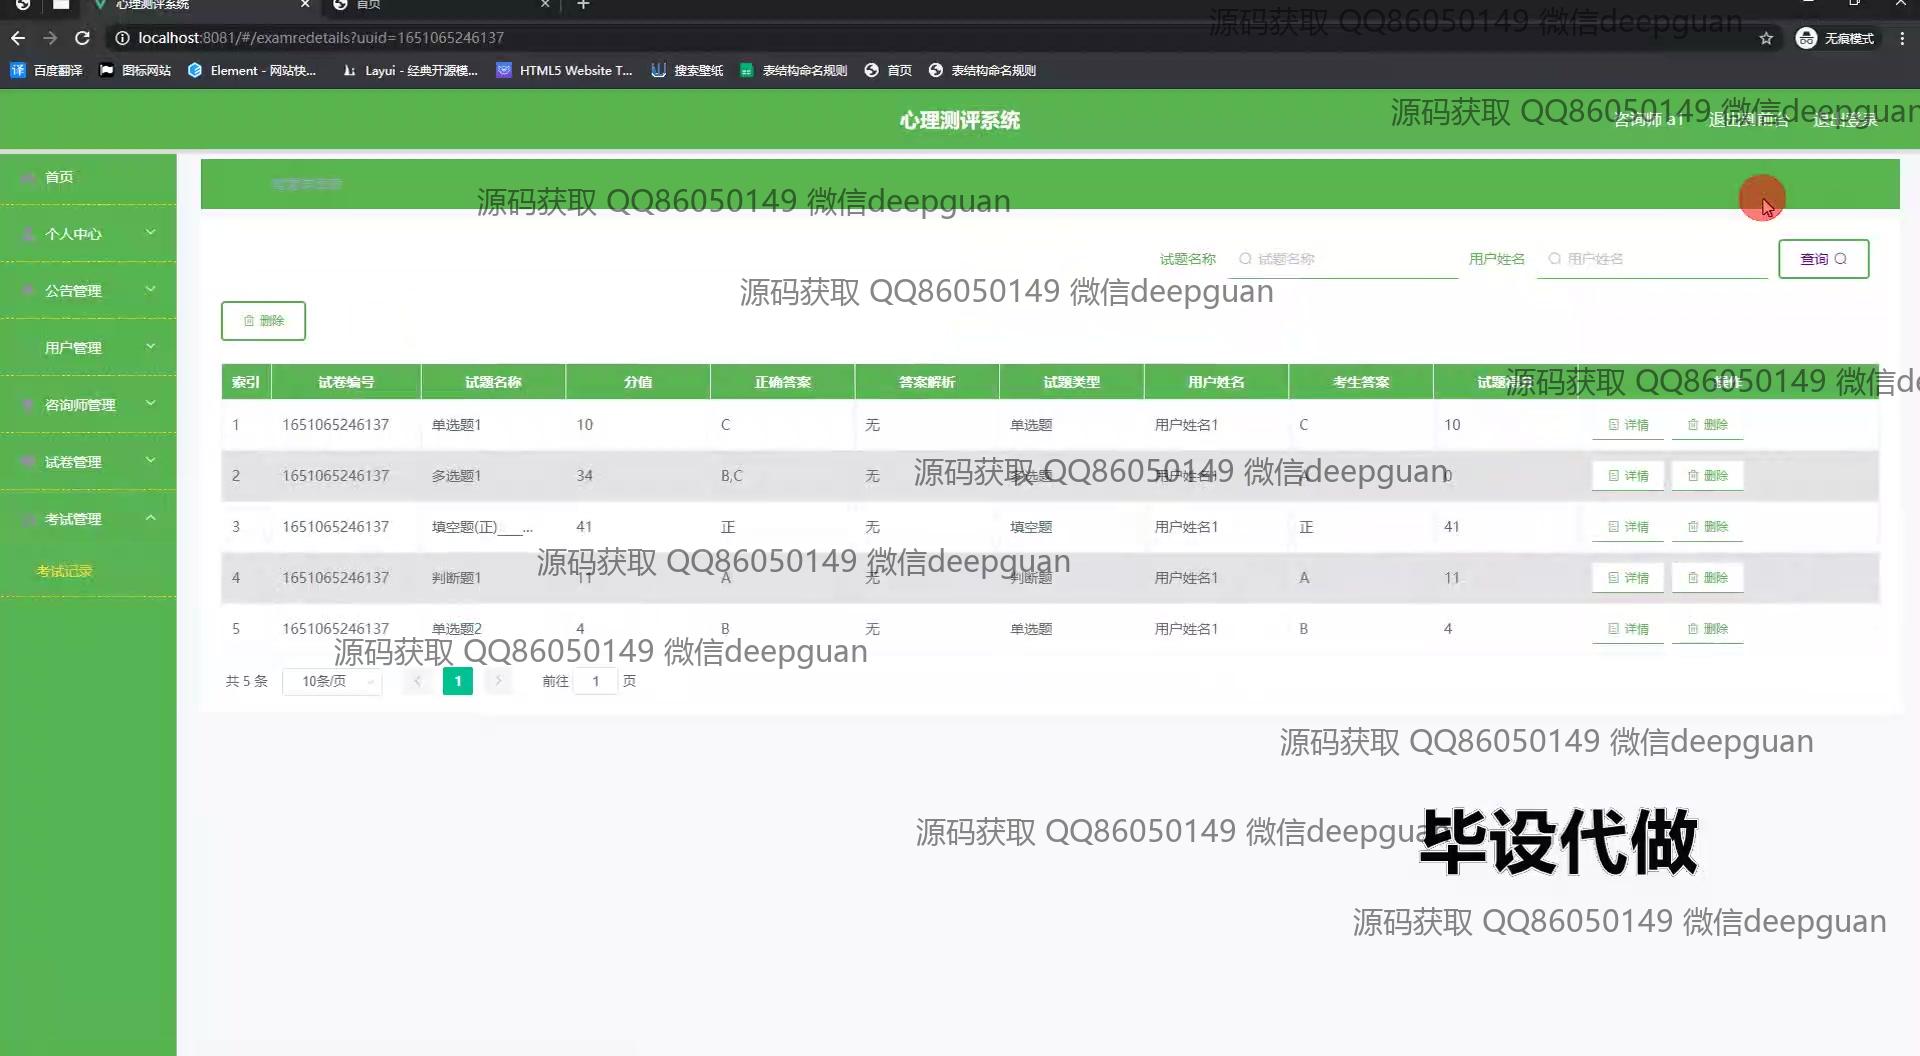 心理测评系统
首页
localhost:8081/#/examredetails?uuid=1651065246137
无痕模式
百度翻译
图标网站
Element - 网站快...
Layui - 经典开源模...
HTML5 Website T...
搜索壁纸
表结构命名规则
首页
表结构命名规则
源码获取 QQ86050149 微信deepguan
心理测评系统
咨询师 a1
退出到前台
退出登录
源码获取 QQ86050149 微信deepguan
首页
个人中心
公告管理
用户管理
咨询师管理
试卷管理
考试管理
考试记录
源码获取 QQ86050149 微信deepguan
试题名称 试题名称 用户姓名 用户姓名 查询
源码获取 QQ86050149 微信deepguan
删除
索引 试卷编号 试题名称 分值 正确答案 答案解析 试题类型 用户姓名 考生答案 试题得分 操作
源码获取 QQ86050149 微信de
1 1651065246137 单选题1 10 C 无 单选题 用户姓名1 C 10 详情 删除
2 1651065246137 多选题1 34 B,C 无 多选题 用户姓名1 A 0 详情 删除
源码获取 QQ86050149 微信deepguan
3 1651065246137 填空题(正)___... 41 正 无 填空题 用户姓名1 正 41 详情 删除
源码获取 QQ86050149 微信deepguan
4 1651065246137 判断题1 11 A 无 判断题 用户姓名1 A 11 详情 删除
5 1651065246137 单选题2 4 B 无 单选题 用户姓名1 B 4 详情 删除
源码获取 QQ86050149 微信deepguan
共 5 条 10条/页 1 前往 1 页
源码获取 QQ86050149 微信deepguan
源码获取 QQ86050149 微信deepguan
毕设代做
源码获取 QQ86050149 微信deepguan